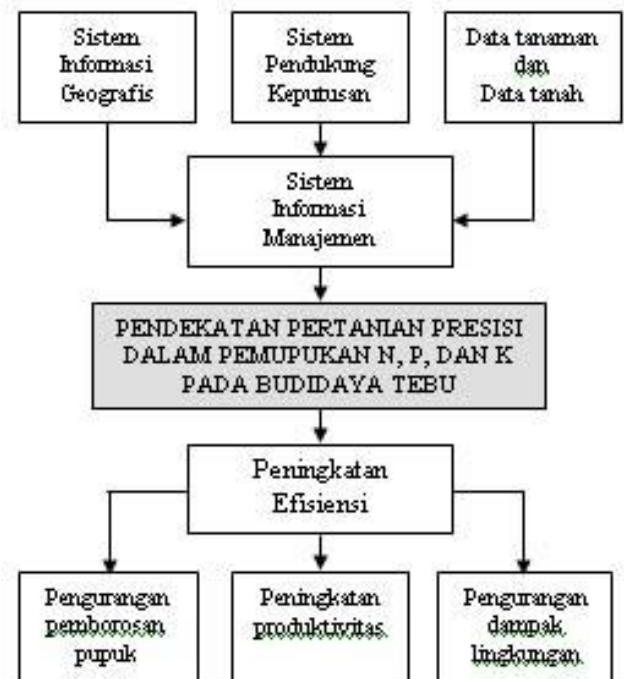 Sistem
Informasi
Geografis
Sistem
Pendukung
Keputusan
Data tanaman
dan
Data tanah
Sistem
Informasi
Manajemen
PENDEKATAN PERTANIAN PRESISI
DALAM PEMUPUKAN N, P, DAN K
PADA BUDIDAYA TEBU
Peningkatan
Efisiensi
Pengurangan
pemborosan
pupuk
Peningkatan
produktivitas
Pengurangan
dampak
lingkungan